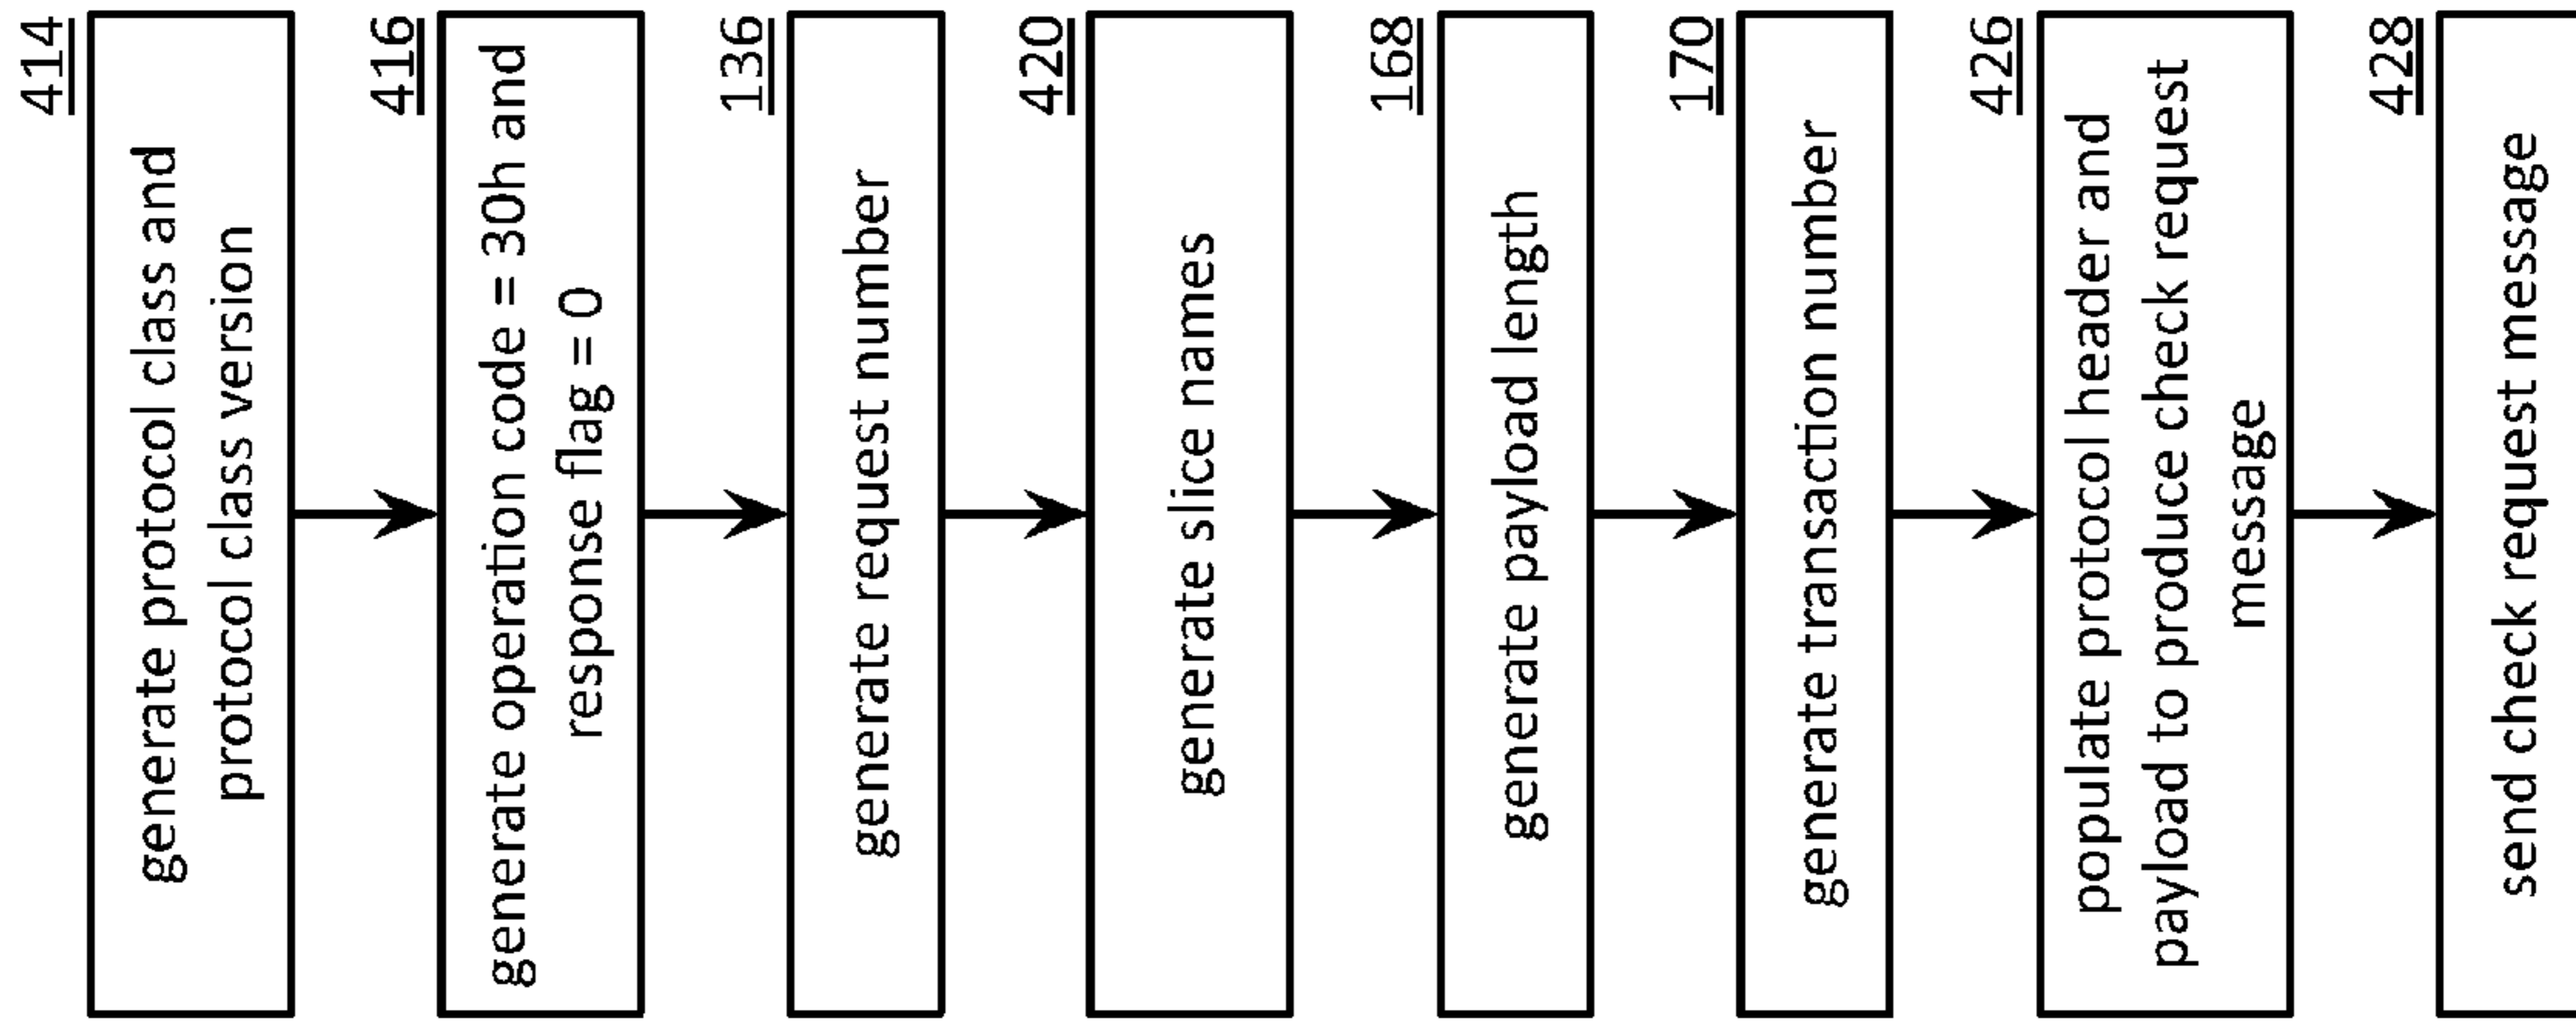 414
generate protocol class and
protocol class version
416
generate operation code = 30h and
response flag = 0
136
generate request number
420
generate slice names
168
generate payload length
170
generate transaction number
426
populate protocol header and
payload to produce check request
message
428
send check request message